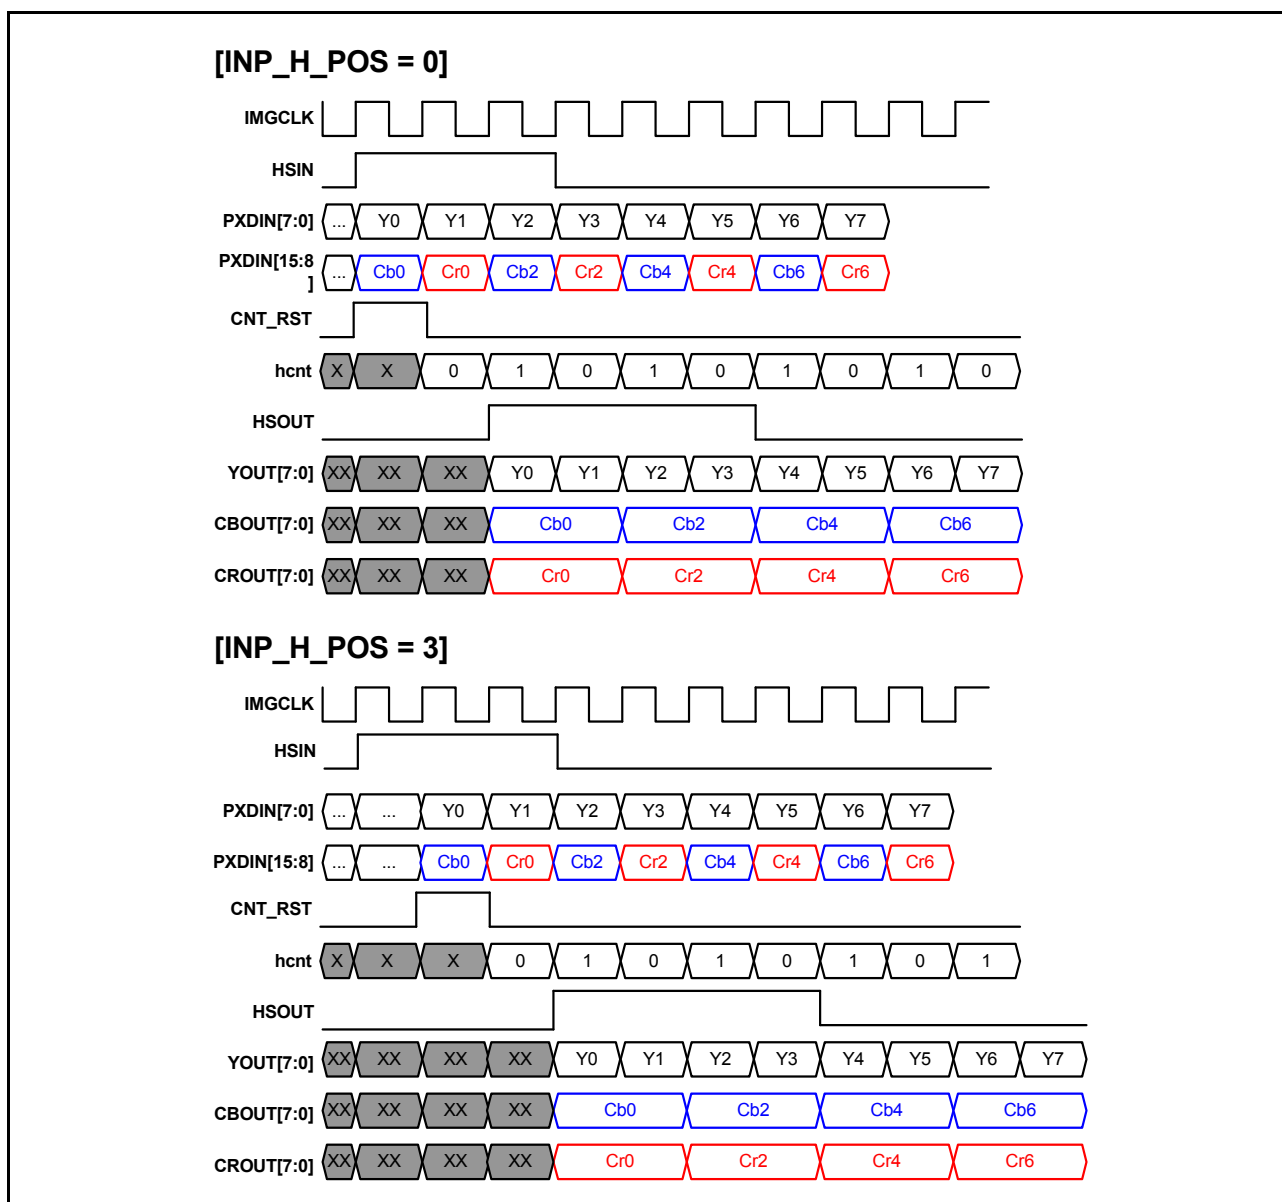 [INP_H_POS = 0]
IMGCLK
HSIN
PXDIN[7:0] ... Y0 Y1 Y2 Y3 Y4 Y5 Y6 Y7
PXDIN[15:8
] ... Cb0 Cr0 Cb2 Cr2 Cb4 Cr4 Cb6 Cr6
CNT_RST
hcnt X X 0 1 0 1 0 1 0 1 0
HSOUT
YOUT[7:0] XX XX XX Y0 Y1 Y2 Y3 Y4 Y5 Y6 Y7
CBOUT[7:0] XX XX XX Cb0 Cb2 Cb4 Cb6
CROUT[7:0] XX XX XX Cr0 Cr2 Cr4 Cr6
[INP_H_POS = 3]
IMGCLK
HSIN
PXDIN[7:0] ... ... Y0 Y1 Y2 Y3 Y4 Y5 Y6 Y7
PXDIN[15:8] ... ... Cb0 Cr0 Cb2 Cr2 Cb4 Cr4 Cb6 Cr6
CNT_RST
hcnt X X X 0 1 0 1 0 1 0 1
HSOUT
YOUT[7:0] XX XX XX XX Y0 Y1 Y2 Y3 Y4 Y5 Y6 Y7
CBOUT[7:0] XX XX XX XX Cb0 Cb2 Cb4 Cb6
CROUT[7:0] XX XX XX XX Cr0 Cr2 Cr4 Cr6